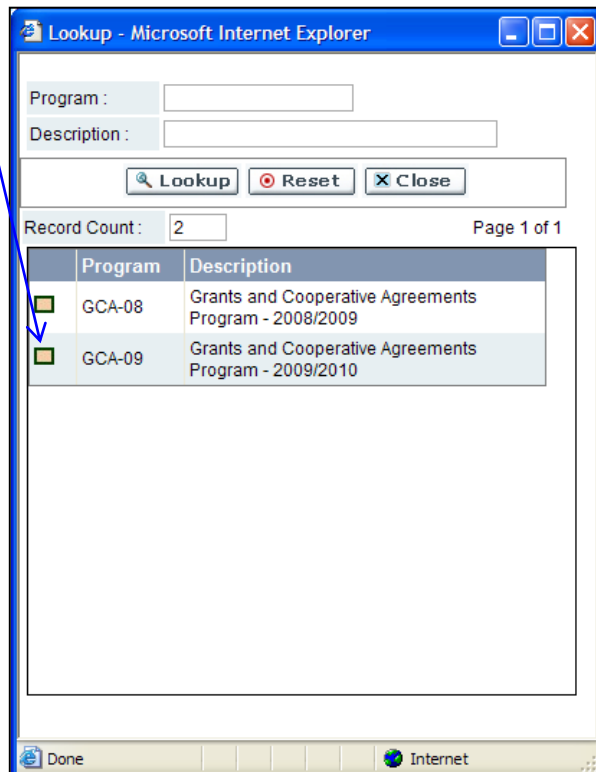 Lookup - Microsoft Internet Explorer
Program :
Description :
Lookup Reset Close
Record Count : 2 Page 1 of 1
Program Description
GCA-08 Grants and Cooperative Agreements
Program - 2008/2009
GCA-09 Grants and Cooperative Agreements
Program - 2009/2010
Done Internet